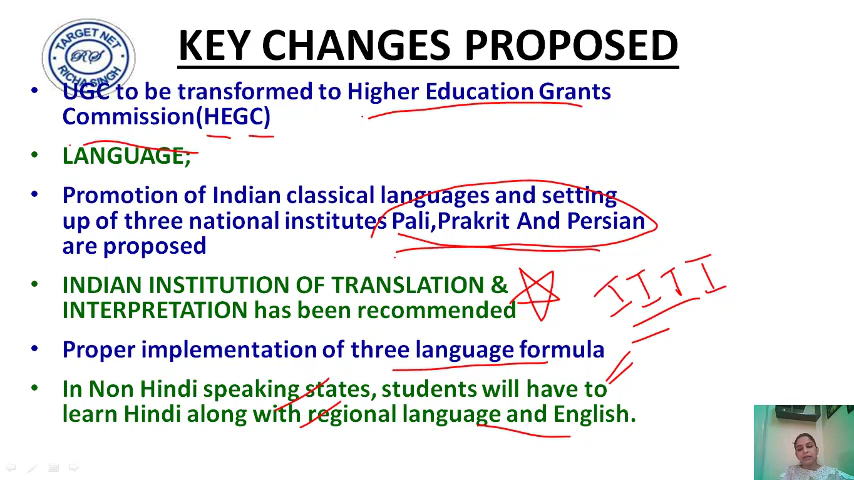 TARGET NET
RS
RICHA SINGH
KEY CHANGES PROPOSED
• UGC to be transformed to Higher Education Grants
Commission(HEGC)
• LANGUAGE;
• Promotion of Indian classical languages and setting
up of three national institutes Pali,Prakrit And Persian
are proposed
• INDIAN INSTITUTION OF TRANSLATION &
INTERPRETATION has been recommended
IITI
• Proper implementation of three language formula
• In Non Hindi speaking states, students will have to
learn Hindi along with regional language and English.